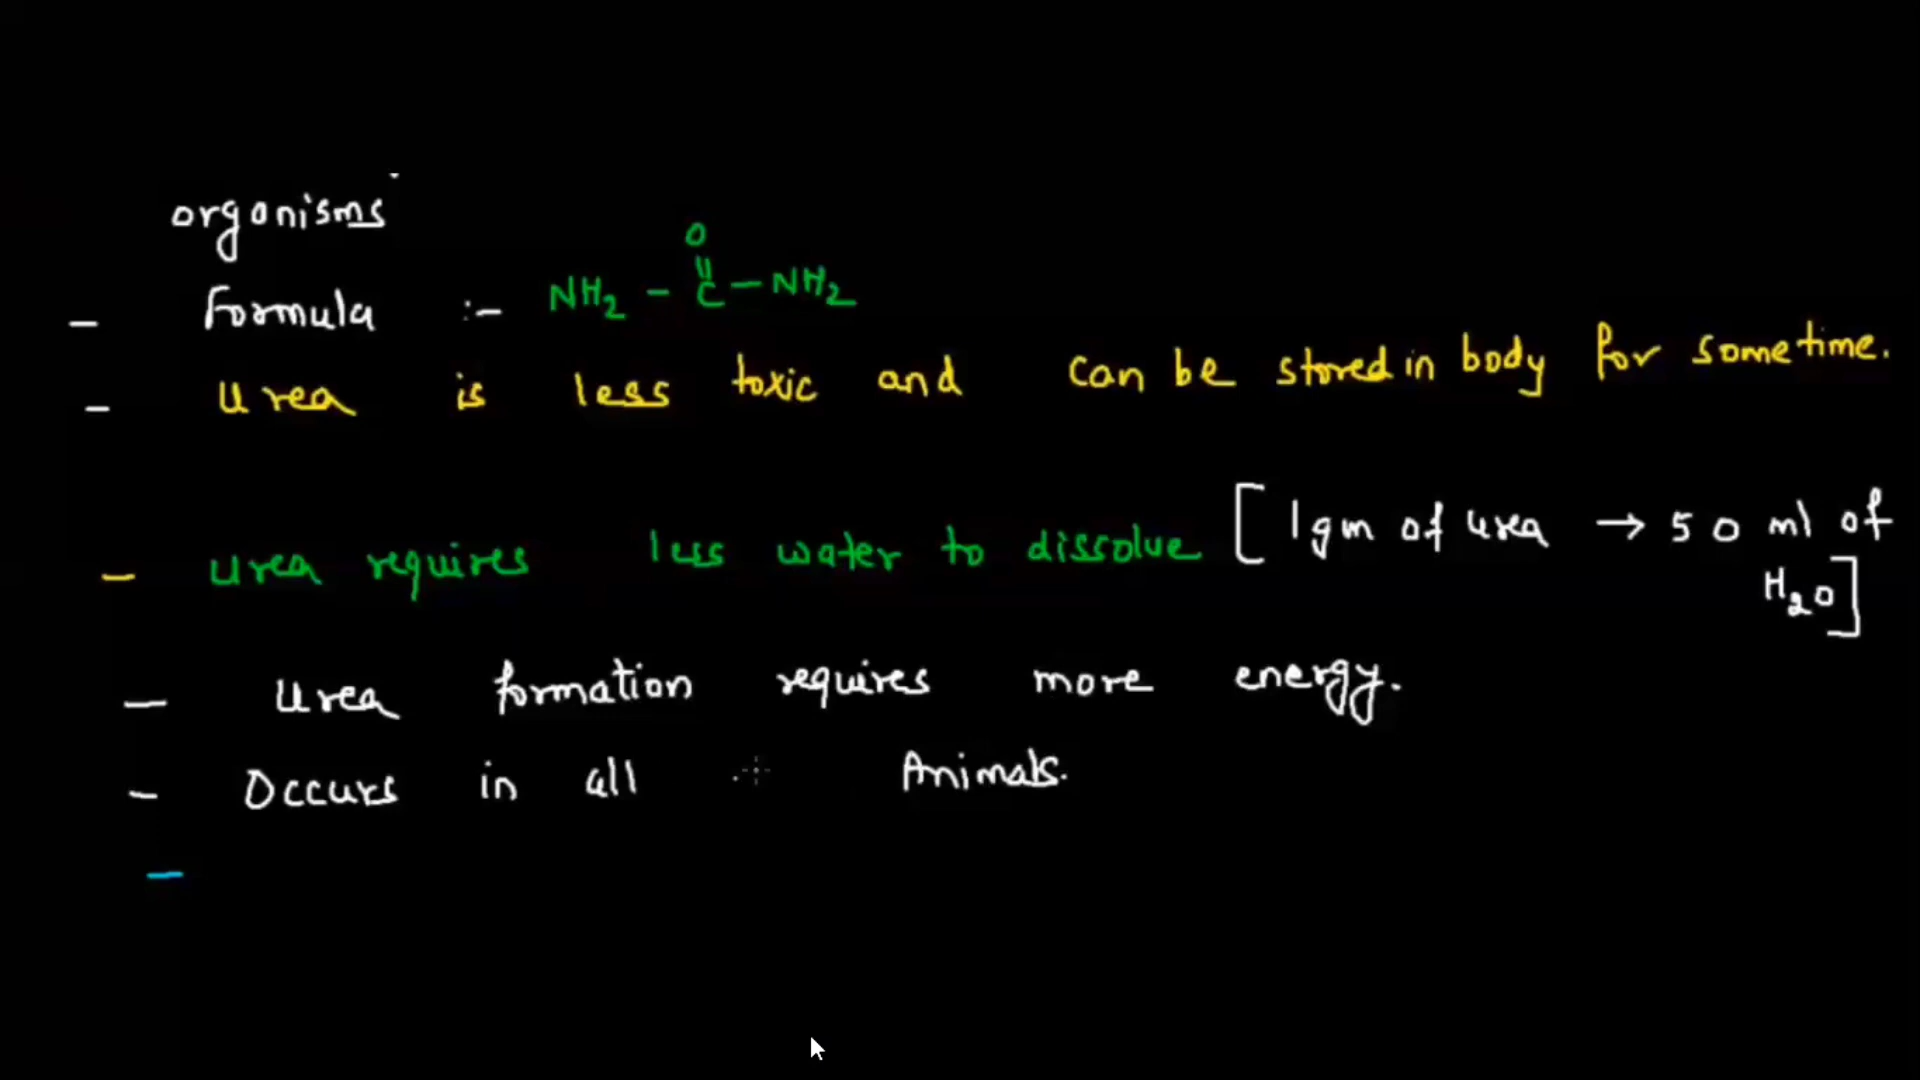 organisms
- Formula :- NH2 - C - NH2
O
- Urea is less toxic and can be stored in body for sometime.
- Urea requires less water to dissolve [1gm of urea → 50 ml of
H2O]
- Urea formation requires more energy.
- Occurs in all Animals.
-